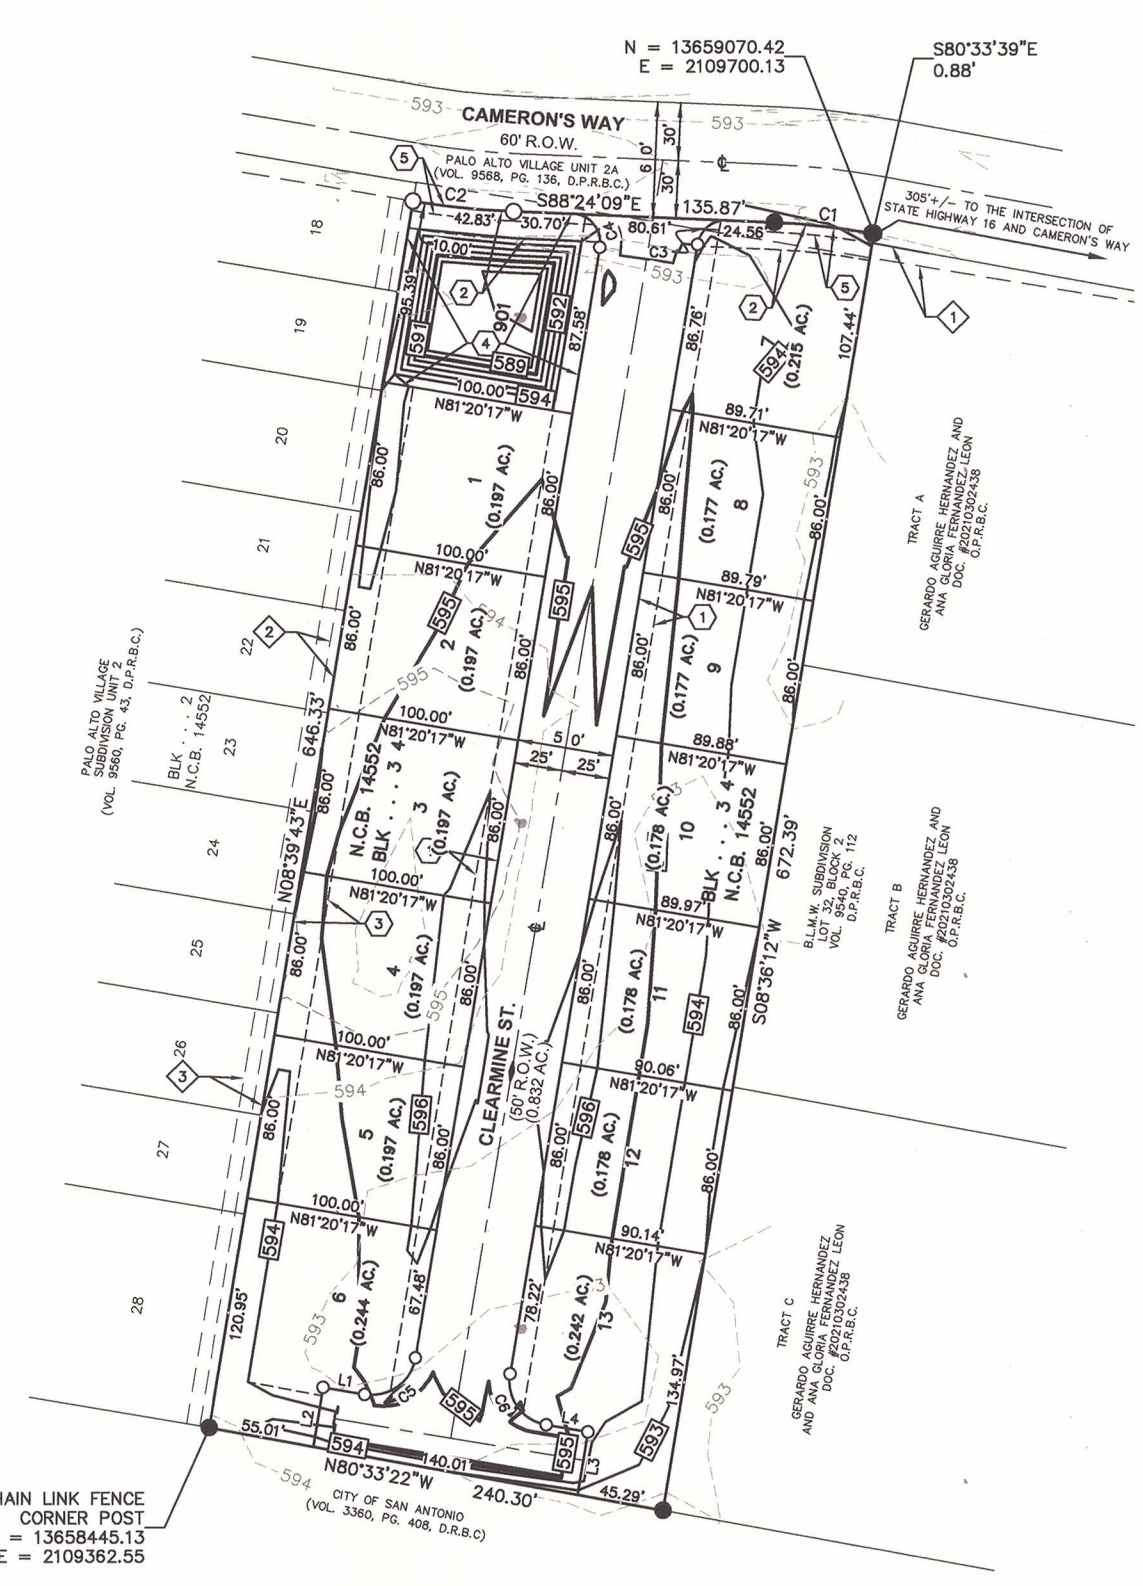 N = 13659070.42
E = 2109700.13
S80°33'39"E
0.88'
593
CAMERON'S WAY
60' R.O.W.
593
30'
6 0'
30'
5
PALO ALTO VILLAGE UNIT 2A
(VOL. 9568, PG. 136, D.P.R.B.C.)
C2
S88°24'09"E
135.87'
C1
305'+/- TO THE INTERSECTION OF
STATE HIGHWAY 16 AND CAMERON'S WAY
42.83'
30.70'
C4
80.61'
24.56'
C3
593
10.00'
2
5
2
1
18
95.39'
901
592
591
4
589
87.58'
86.76'
7
594
(0.215 AC.)
107.44'
19
100.00'
594
N81°20'17"W
89.71'
N81°20'17"W
593
20
86.00'
1
(0.197 AC.)
86.00'
86.00'
(0.177 AC.)
8
86.00'
TRACT A
GERARDO AGUIRRE HERNANDEZ AND
ANA GLORIA FERNANDEZ LEON
DOC. #20210302438
O.P.R.B.C.
595
21
100.00'
N81°20'17"W
89.79'
N81°20'17"W
595
594
595
1
22
2
86.00'
2
(0.197 AC.)
86.00'
86.00'
(0.177 AC.)
9
86.00'
595
PALO ALTO VILLAGE
SUBDIVISION UNIT 2
(VOL. 9560, PG. 43, D.P.R.B.C.)
BLK . . . 2
N.C.B. 14552
23
646.33'
100.00'
N81°20'17"W
5 0'
25'
25'
89.88'
N81°20'17"W
86.00'
N.C.B. 14552
BLK . . . 3 4
3
(0.197 AC.)
86.00'
86.00'
(0.178 AC.)
10
BLK . . . 3 4
N.C.B. 14552
86.00'
672.39'
24
N08°39'43"E
100.00'
N81°20'17"W
89.97'
N81°20'17"W
B.L.M.W. SUBDIVISION
LOT 32, BLOCK 2
VOL. 9540, PG. 112
D.P.R.B.C.
TRACT B
GERARDO AGUIRRE HERNANDEZ AND
ANA GLORIA FERNANDEZ LEON
DOC. #20210302438
O.P.R.B.C.
3
25
86.00'
4
(0.197 AC.)
595
86.00'
86.00'
(0.178 AC.)
11
594
86.00'
S08°36'12"W
26
3
100.00'
N81°20'17"W
594
CLEARMINE ST.
(50' R.O.W.)
(0.832 AC.)
90.06'
N81°20'17"W
86.00'
5
(0.197 AC.)
596
86.00'
86.00'
596
(0.178 AC.)
12
86.00'
27
594
100.00'
N81°20'17"W
90.14'
N81°20'17"W
28
120.95'
593
6
(0.244 AC.)
67.48'
78.22'
(0.242 AC.)
13
134.97'
593
TRACT C
GERARDO AGUIRRE HERNANDEZ
AND ANA GLORIA FERNANDEZ LEON
DOC. #20210302438
O.P.R.B.C.
L1
C5
C6
595
L2
L4
595
593
L3
55.01'
594
140.01'
N80°33'22"W
240.30'
45.29'
594
CITY OF SAN ANTONIO
(VOL. 3360, PG. 408, D.R.B.C)
HAIN LINK FENCE
CORNER POST
= 13658445.13
E = 2109362.55